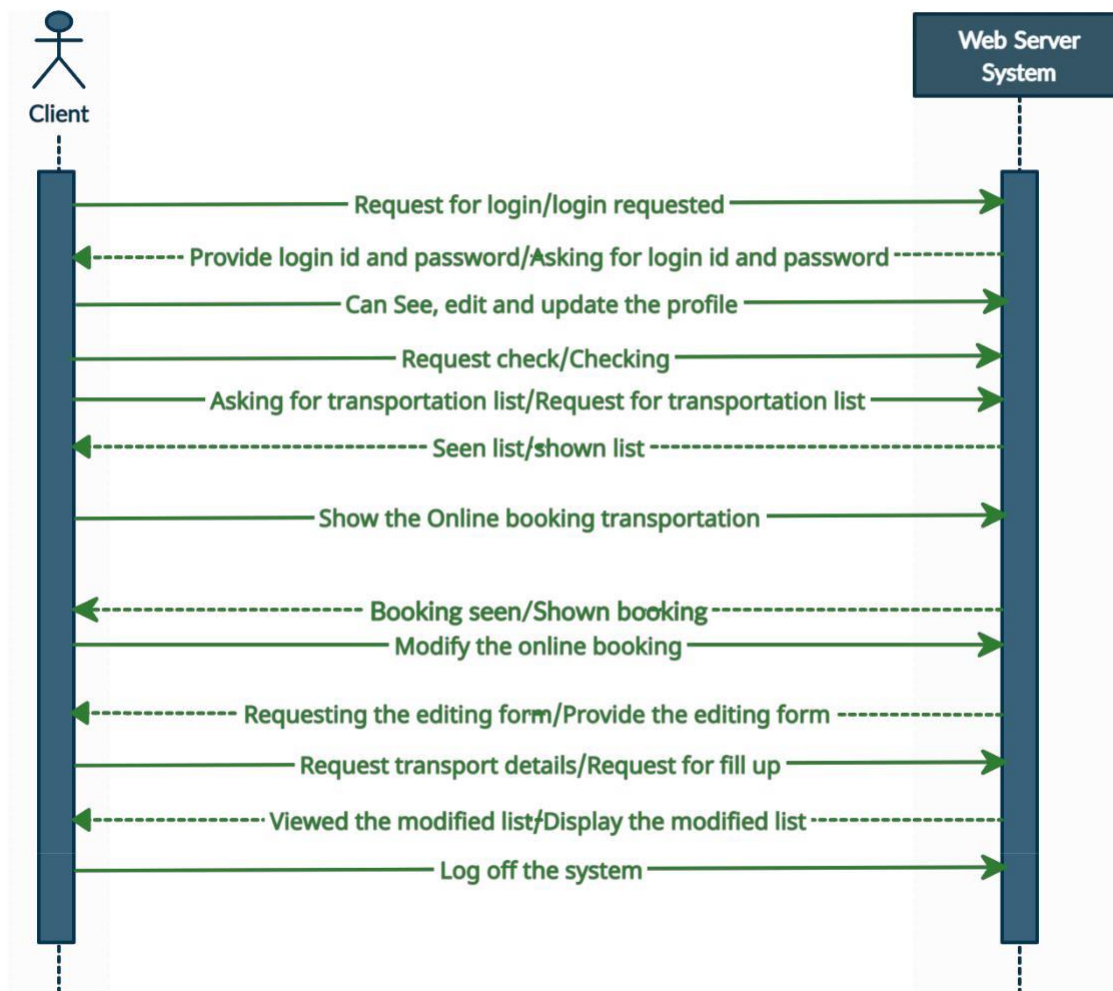 Client
Web Server
System
Request for login/login requested
Provide login id and password/Asking for login id and password
Can See, edit and update the profile
Request check/Checking
Asking for transportation list/Request for transportation list
Seen list/shown list
Show the Online booking transportation
Booking seen/Shown booking
Modify the online booking
Requesting the editing form/Provide the editing form
Request transport details/Request for fill up
Viewed the modified list/Display the modified list
Log off the system